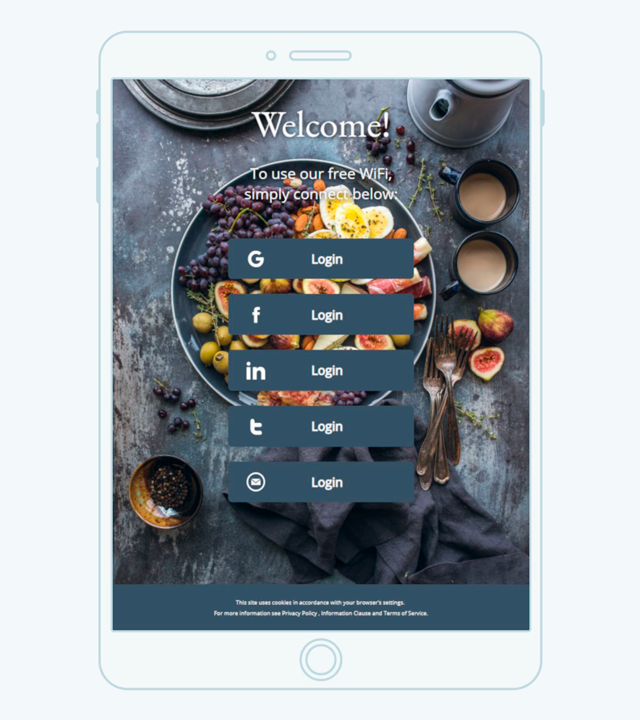 Welcome!
To use our free WiFi,
simply connect below:
G Login
f Login
in Login
t Login
Login
This site uses cookies in accordance with your browser's settings.
For more information see Privacy Policy , Information Clause and Terms of Service.